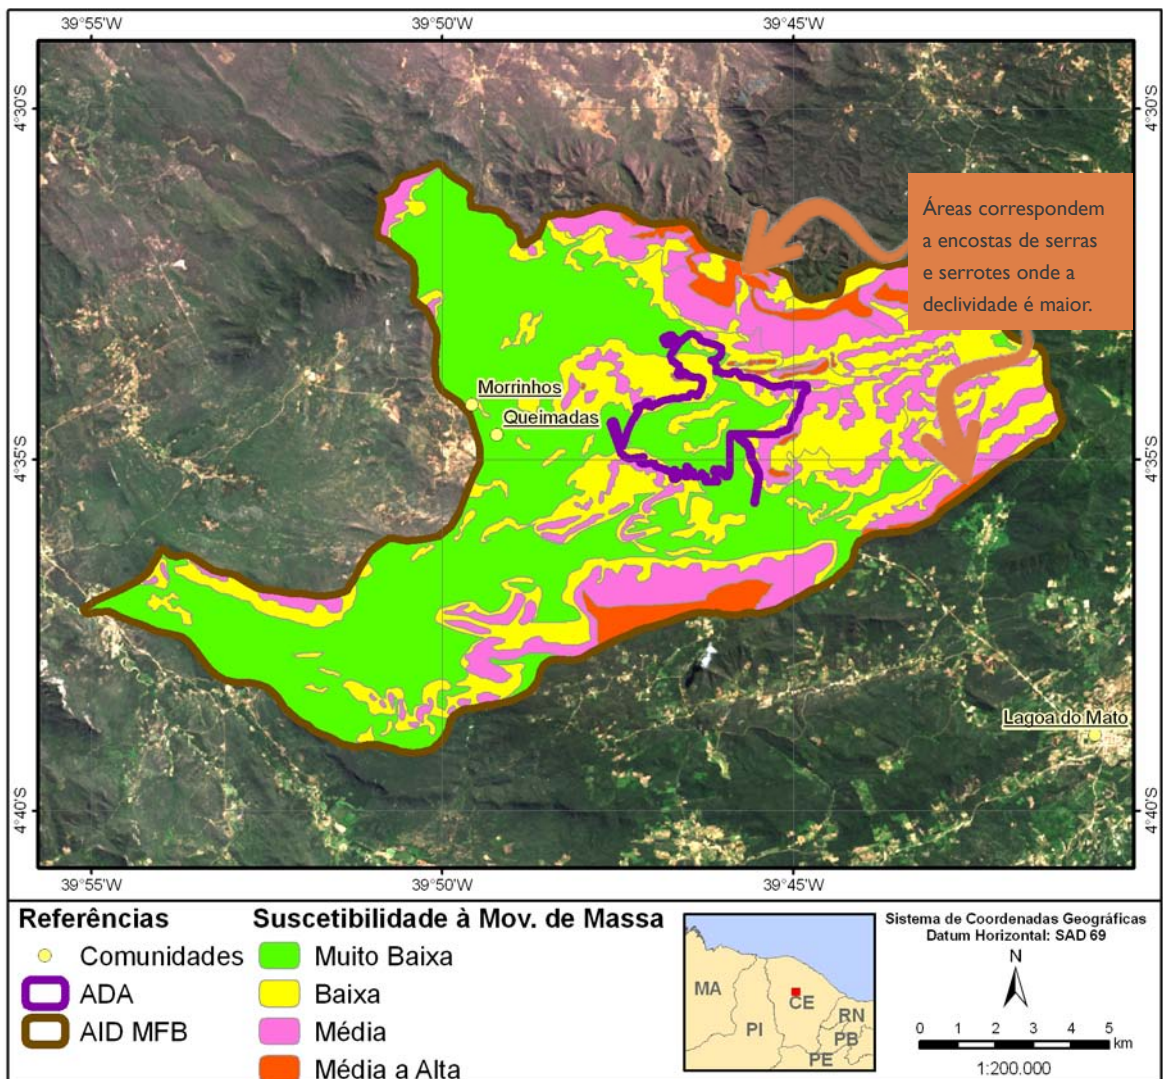 39°55'W 39°50'W 39°45'W
4°30'S 4°30'S
Áreas correspondem
a encostas de serras
e serrotes onde a
declividade é maior.
Morrinhos
Queimadas
4°35'S 4°35'S
Lagoa do Mato
4°40'S 4°40'S
39°55'W 39°50'W 39°45'W
Referências
Comunidades
ADA
AID MFB
Suscetibilidade à Mov. de Massa
Muito Baixa
Baixa
Média
Média a Alta
MA
PI
CE
RN
PB
PE
Sistema de Coordenadas Geográficas
Datum Horizontal: SAD 69
N
0 1 2 3 4 5
km
1:200.000